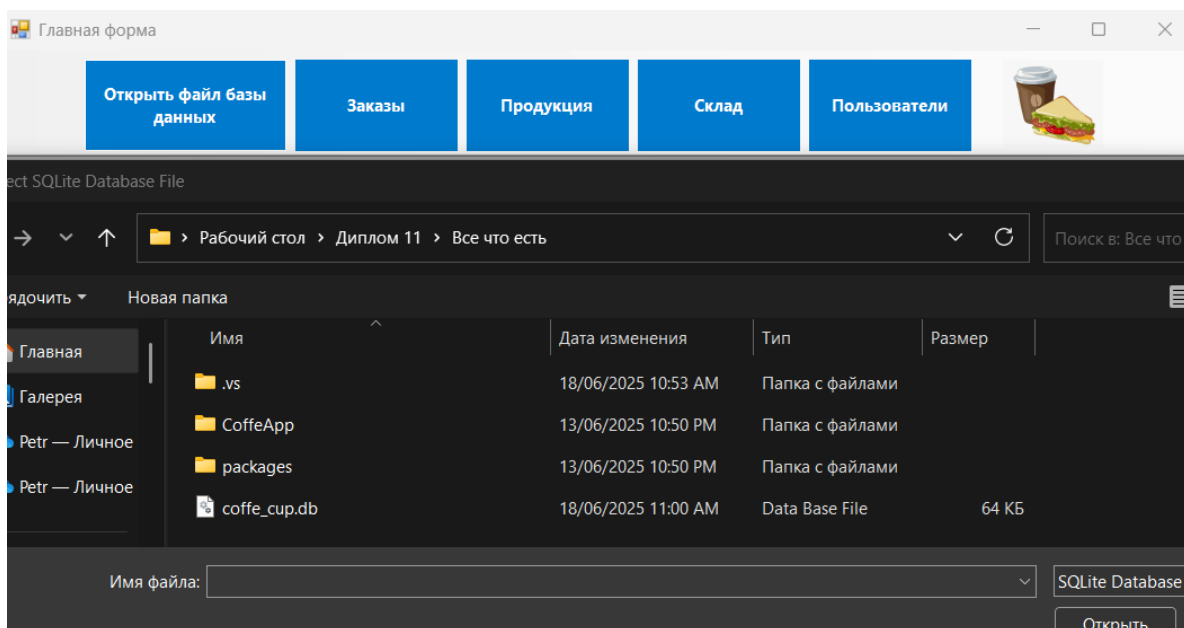 Главная форма
Открыть файл базы
данных
Заказы
Продукция
Склад
Пользователи
ect SQLite Database File
Рабочий стол
Диплом 11
Все что есть
Поиск в: Все что
ядочить
Новая папка
Имя
Дата изменения
Тип
Размер
Главная
Галерея
Petr — Личное
Petr — Личное
.vs 18/06/2025 10:53 AM Папка с файлами
CoffeApp 13/06/2025 10:50 PM Папка с файлами
packages 13/06/2025 10:50 PM Папка с файлами
coffe_cup.db 18/06/2025 11:00 AM Data Base File 64 КБ
Имя файла:
SQLite Database
Открыть